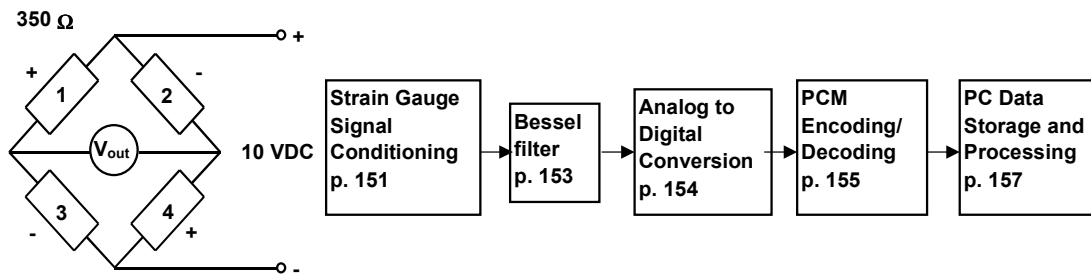 350 Ω
+
-
+
-
1
2
V out
3
4
-
+
10 VDC
Strain Gauge
Signal
Conditioning
p. 151
Bessel
filter
p. 153
Analog to
Digital
Conversion
p. 154
PCM
Encoding/
Decoding
p. 155
PC Data
Storage and
Processing
p. 157